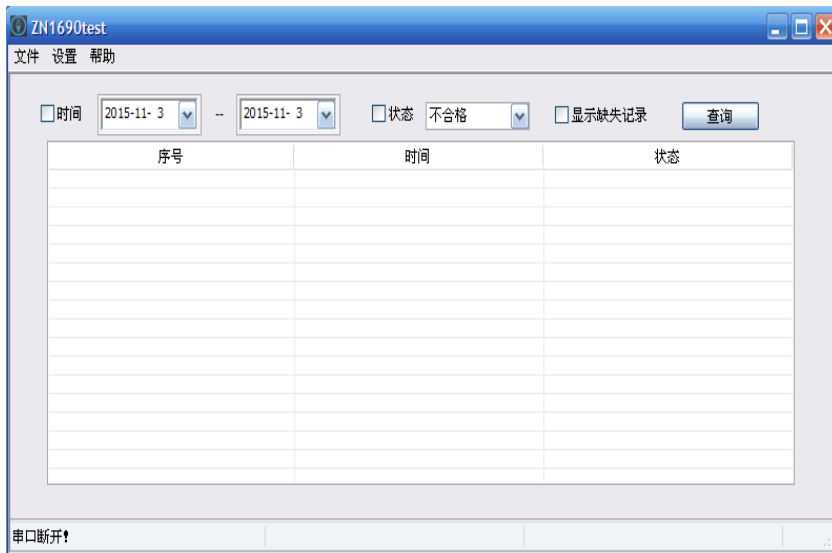 ZN1690test
文件 设置 帮助
时间 2015-11- 3 -- 2015-11- 3 状态 不合格 显示缺失记录 查询
序号 时间 状态
串口断开!